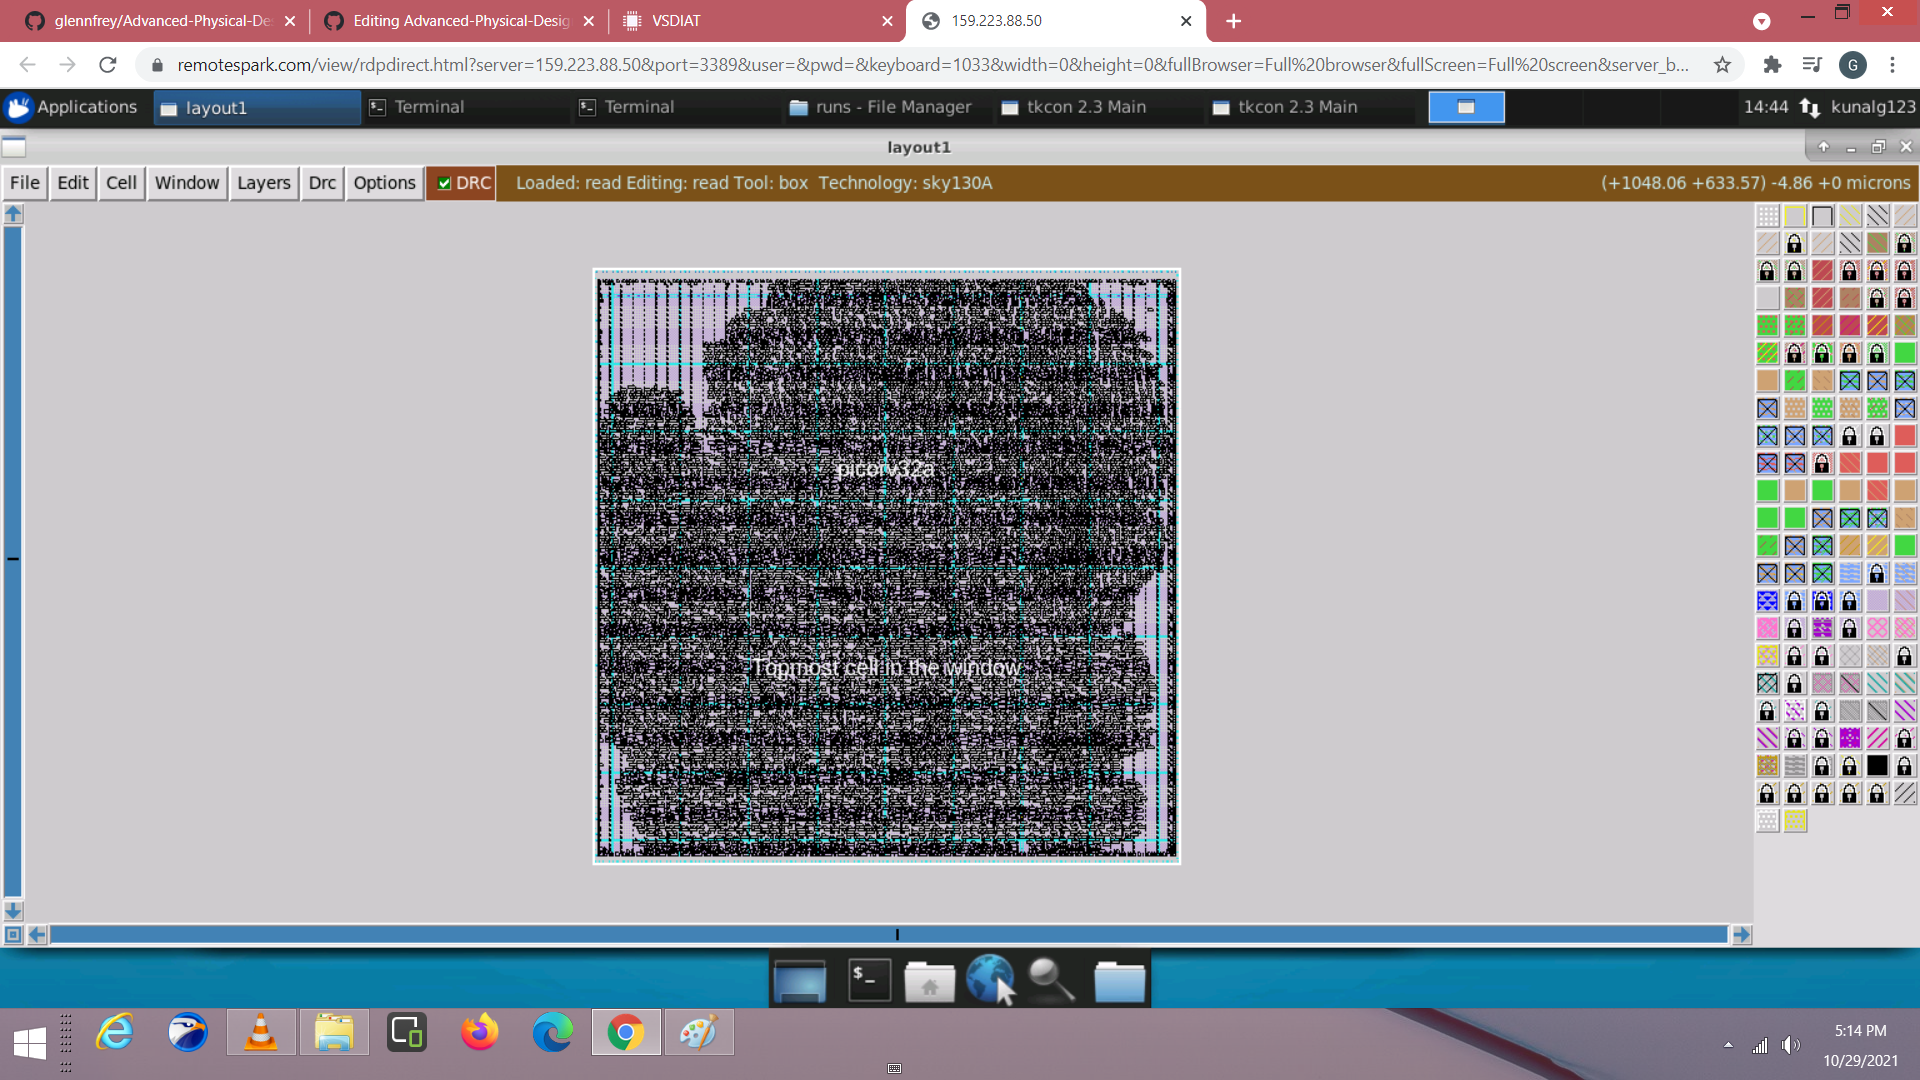 glennfrey/Advanced-Physical-De
Editing Advanced-Physical-Desig
VSDIAT
159.223.88.50
remotespark.com/view/rdpdirect.html?server=159.223.88.50&port=3389&user=&pwd=&keyboard=1033&width=0&height=0&fullBrowser=Full%20browser&fullScreen=Full%20screen&server_b...
G
Applications
layout1
Terminal
Terminal
runs - File Manager
tkcon 2.3 Main
tkcon 2.3 Main
14:44
kunalg123
layout1
File Edit Cell Window Layers Drc Options DRC
Loaded: read Editing: read Tool: box Technology: sky130A
(+1048.06 +633.57) -4.86 +0 microns
picorv32a
Topmost cell in the window
$_
5:14 PM
10/29/2021